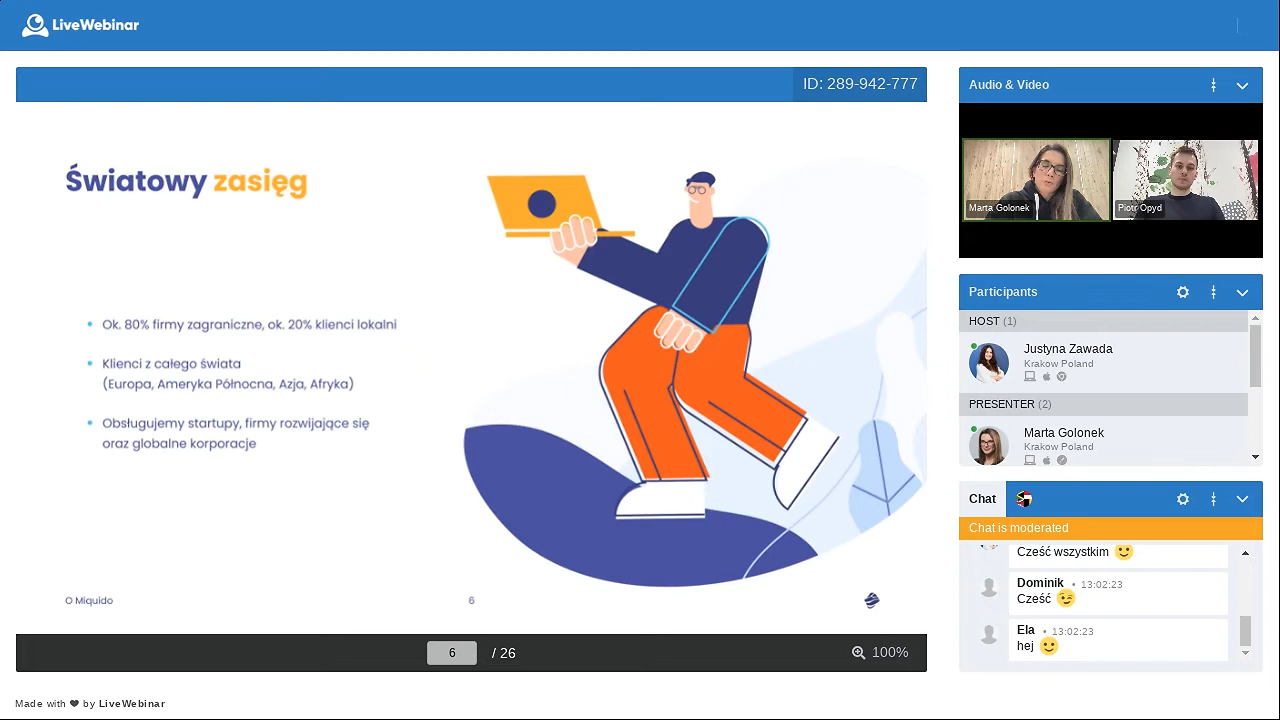 LiveWebinar
ID: 289-942-777
Światowy zasięg
Ok. 80% firmy zagraniczne, ok. 20% klienci lokalni
Klienci z całego świata
(Europa, Ameryka Północna, Azja, Afryka)
Obsługujemy startupy, firmy rozwijające się
oraz globalne korporacje
O Miquido
6
6 / 26
100%
Audio & Video
Marta Golonek
Piotr Opyd
Participants
HOST (1)
Justyna Zawada
Krakow Poland
PRESENTER (2)
Marta Golonek
Krakow Poland
Chat
Chat is moderated
Cześć wszystkim
Dominik • 13:02:23
Cześć
Ela • 13:02:23
hej
Made with ❤ by LiveWebinar